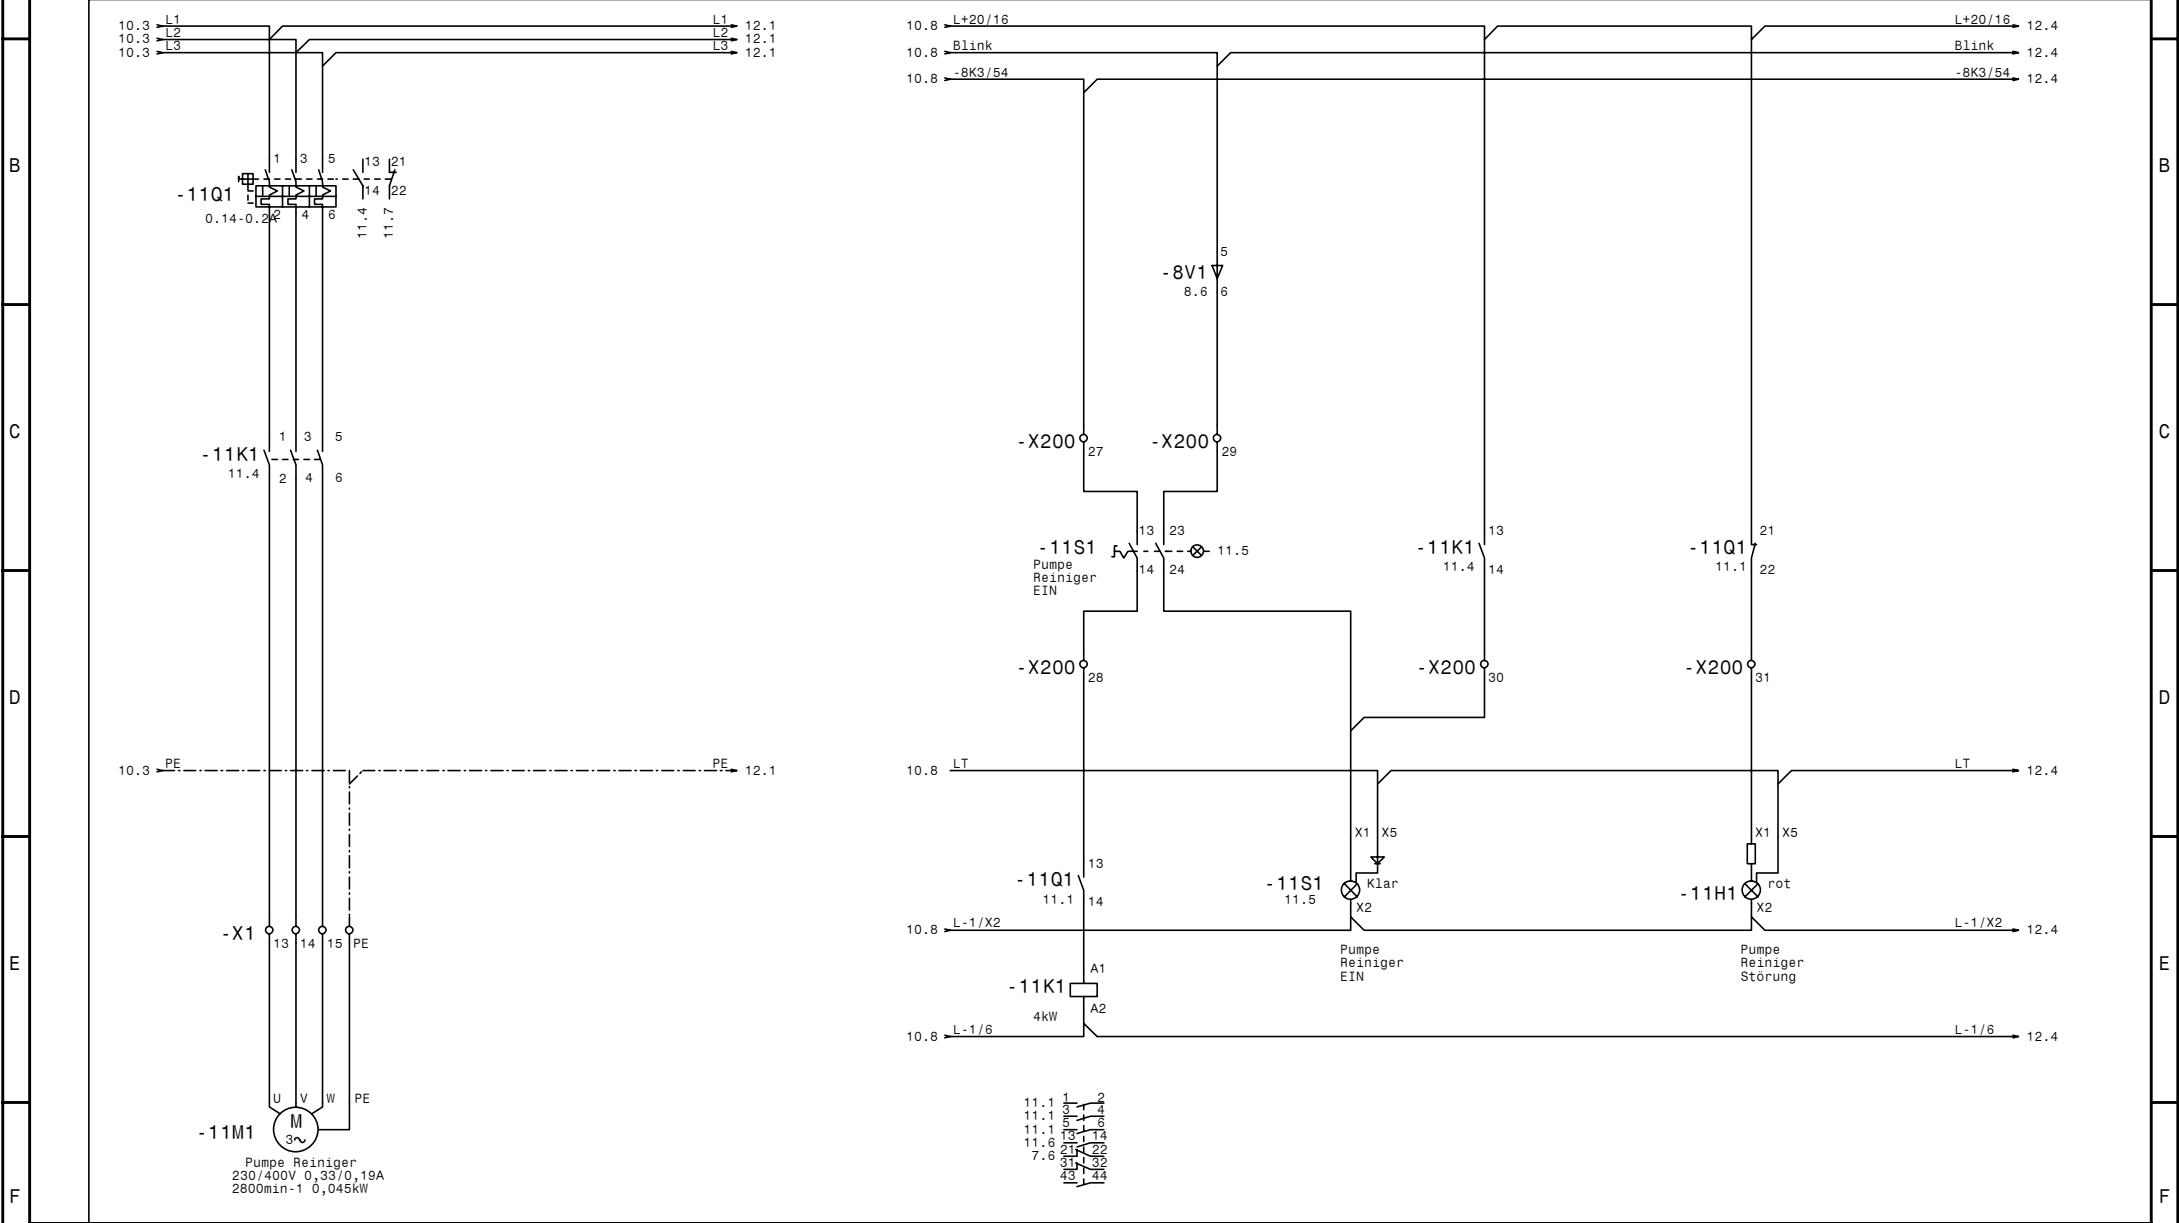 10.3 L1 L1 12.1
10.3 L2 L2 12.1
10.3 L3 L3 12.1
10.8 L+20/16 L+20/16 12.4
10.8 Blink Blink 12.4
10.8 -8K3/54 -8K3/54 12.4
B B
1 3 5 13 21
-11Q1 14 22
0.14-0.2A 2 4 6
11.4 11.7
5
-8V1
8.6 6
C C
1 3 5
-11K1
11.4 2 4 6
-X200 27
-X200 29
13 23
-11S1 11.5
14 24
Pumpe
Reiniger
EIN
13
-11K1
11.4 14
21
-11Q1
11.1 22
D D
-X200 28
-X200 30
-X200 31
10.3 PE PE 12.1
10.8 LT LT 12.4
X1 X5
X1 X5
13
-11Q1
11.1 14
-11S1 Klar
11.5 X2
-11H1 rot
X2
10.8 L-1/X2 L-1/X2 12.4
-X1 13 14 15 PE
E E
Pumpe
Reiniger
EIN
Pumpe
Reiniger
Störung
A1
-11K1
4kW A2
10.8 L-1/6 L-1/6 12.4
U V W PE
-11M1 M
3~
Pumpe Reiniger
230/400V 0,33/0,19A
2800min-1 0,045kW
11.1 1 2
11.1 3 4
11.1 5 6
11.6 13 14
7.6 21 22
31 32
43 44
F F